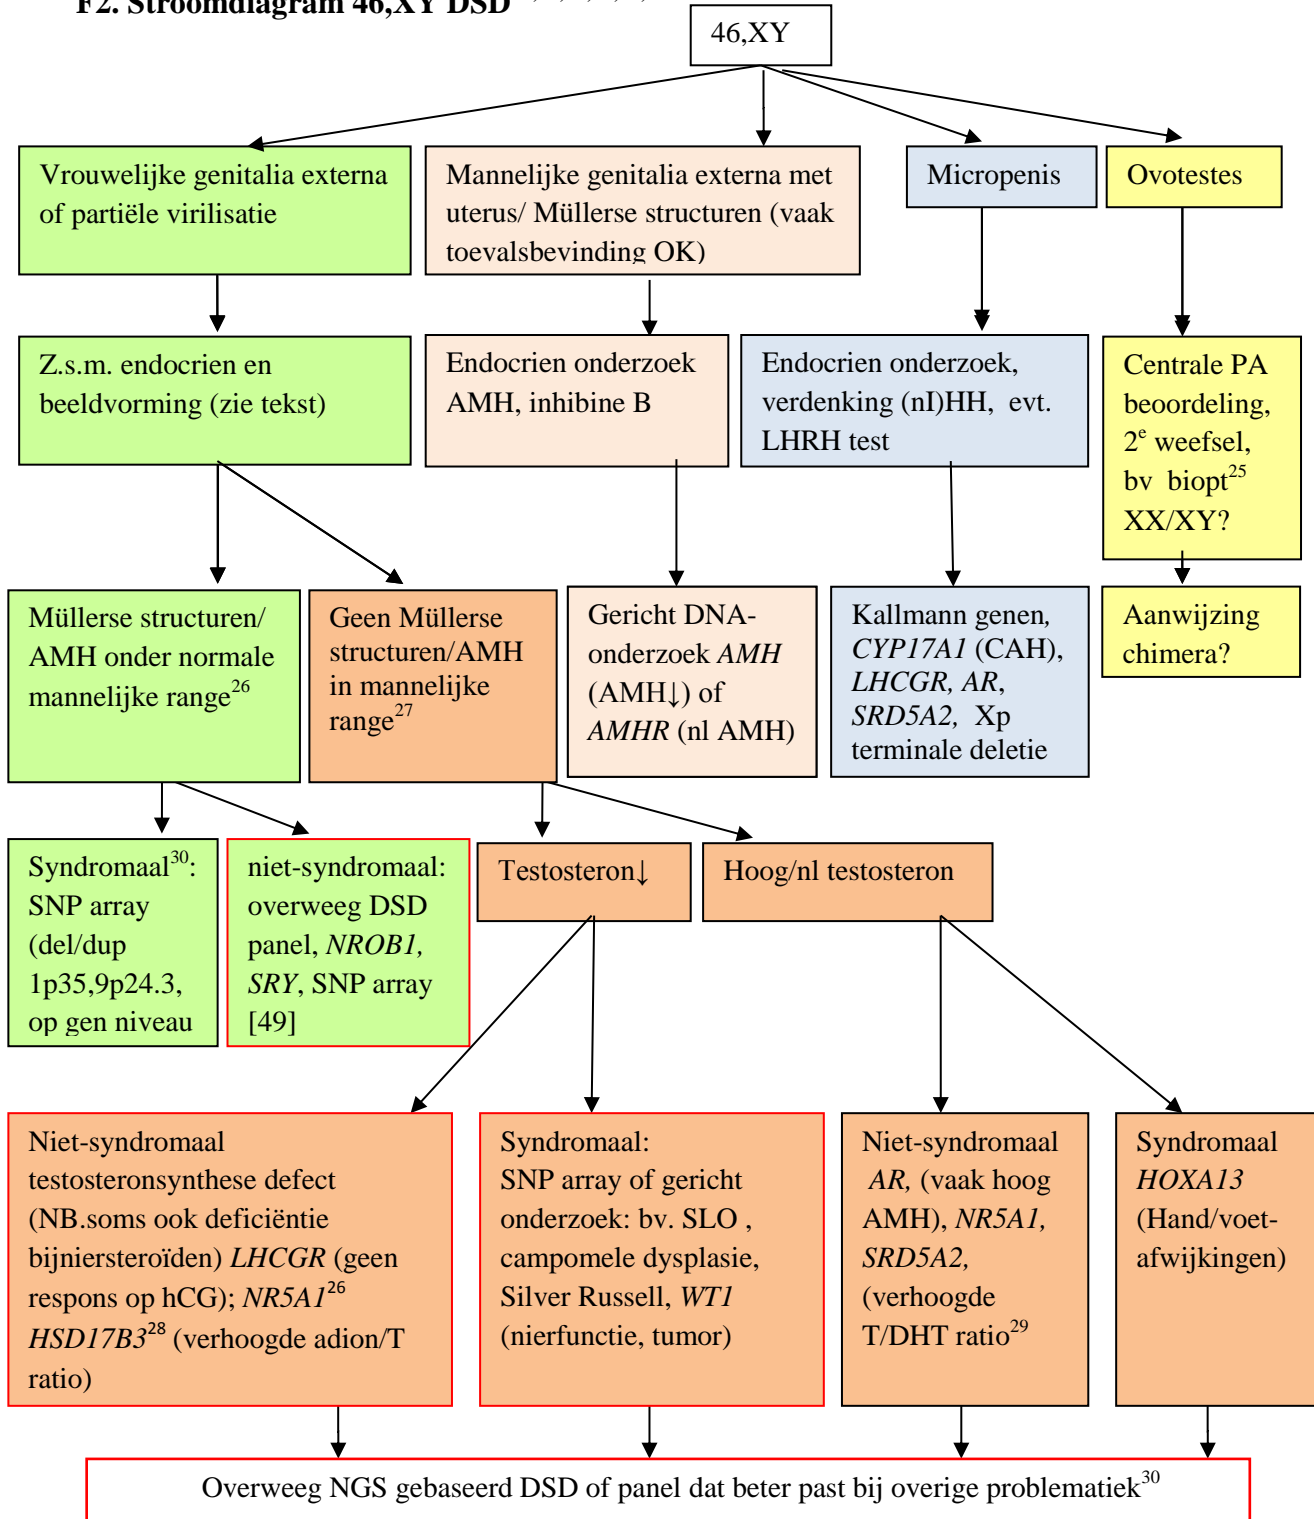 F2. Stroomdiagram 46,XY DSD
46,XY
Vrouwelijke genitalia externa
of partiële virilisatie
Mannelijke genitalia externa met
uterus/ Müllerse structuren (vaak
toevalsbevinding OK)
Micropenis
Ovotestes
Z.s.m. endocrien en
beeldvorming (zie tekst)
Endocrien onderzoek
AMH, inhibine B
Endocrien onderzoek,
verdenking (nI)HH, evt.
LHRH test
Centrale PA
beoordeling,
2e weefsel,
bv biopt25
XX/XY?
Müllerse structuren/
AMH onder normale
mannelijke range26
Geen Müllerse
structuren/AMH
in mannelijke
range27
Gericht DNA-
onderzoek AMH
(AMH↓) of
AMHR (nl AMH)
Kallmann genen,
CYP17A1 (CAH),
LHCGR, AR,
SRD5A2, Xp
terminale deletie
Aanwijzing
chimera?
Syndromaal30:
SNP array
(del/dup
1p35,9p24.3,
op gen niveau
niet-syndromaal:
overweeg DSD
panel, NROB1,
SRY, SNP array
[49]
Testosteron↓
Hoog/nl testosteron
Niet-syndromaal
testosteronsynthese defect
(NB.soms ook deficiëntie
bijniersteroïden) LHCGR (geen
respons op hCG); NR5A126
HSD17B328 (verhoogde adion/T
ratio)
Syndromaal:
SNP array of gericht
onderzoek: bv. SLO ,
campomele dysplasie,
Silver Russell, WT1
(nierfunctie, tumor)
Niet-syndromaal
AR, (vaak hoog
AMH), NR5A1,
SRD5A2,
(verhoogde
T/DHT ratio29
Syndromaal
HOXA13
(Hand/voet-
afwijkingen)
Overweeg NGS gebaseerd DSD of panel dat beter past bij overige problematiek30